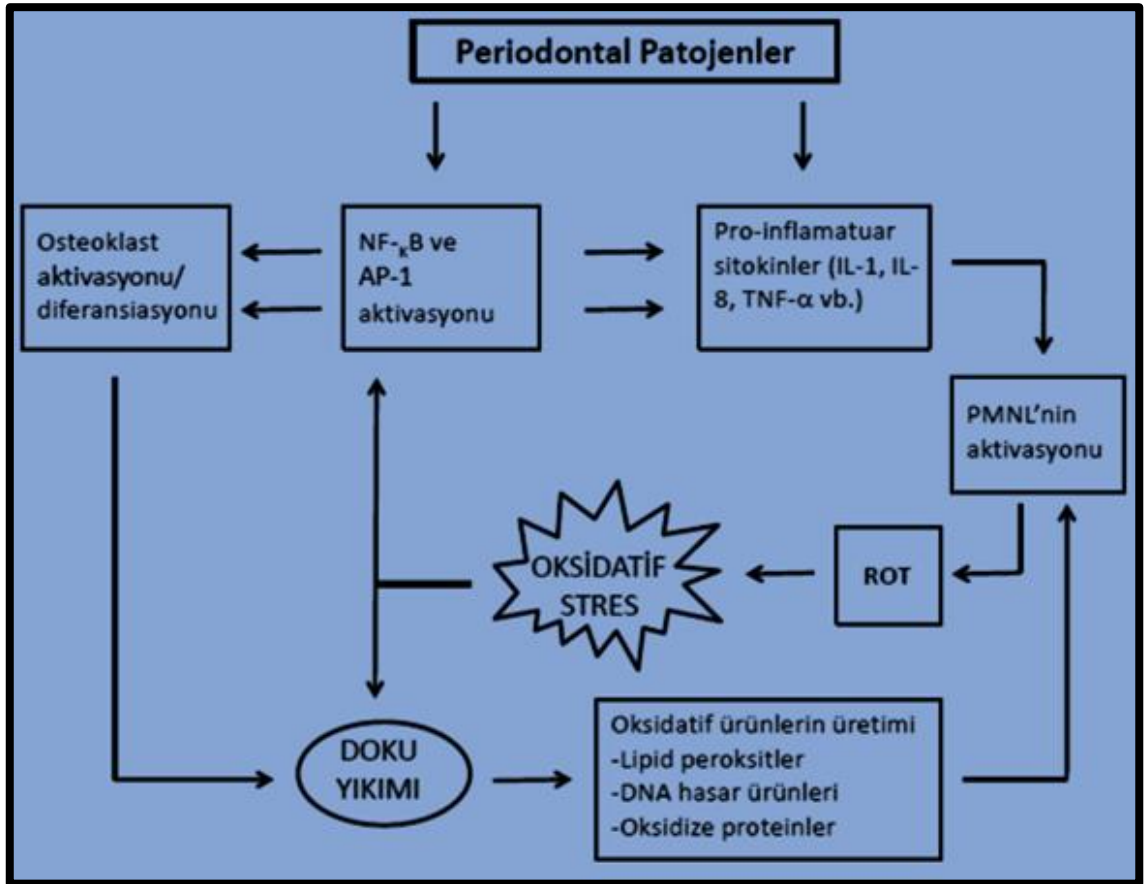 Periodontal Patojenler
Osteoklast
aktivasyonu/
diferansiasyonu
NF-κB ve
AP-1
aktivasyonu
Pro-inflamatuar
sitokinler (IL-1, IL-
8, TNF-α vb.)
PMNL’nin
aktivasyonu
OKSİDATİF
STRES
ROT
DOKU
YIKIMI
Oksidatif ürünlerin üretimi
-Lipid peroksitler
-DNA hasar ürünleri
-Oksidize proteinler